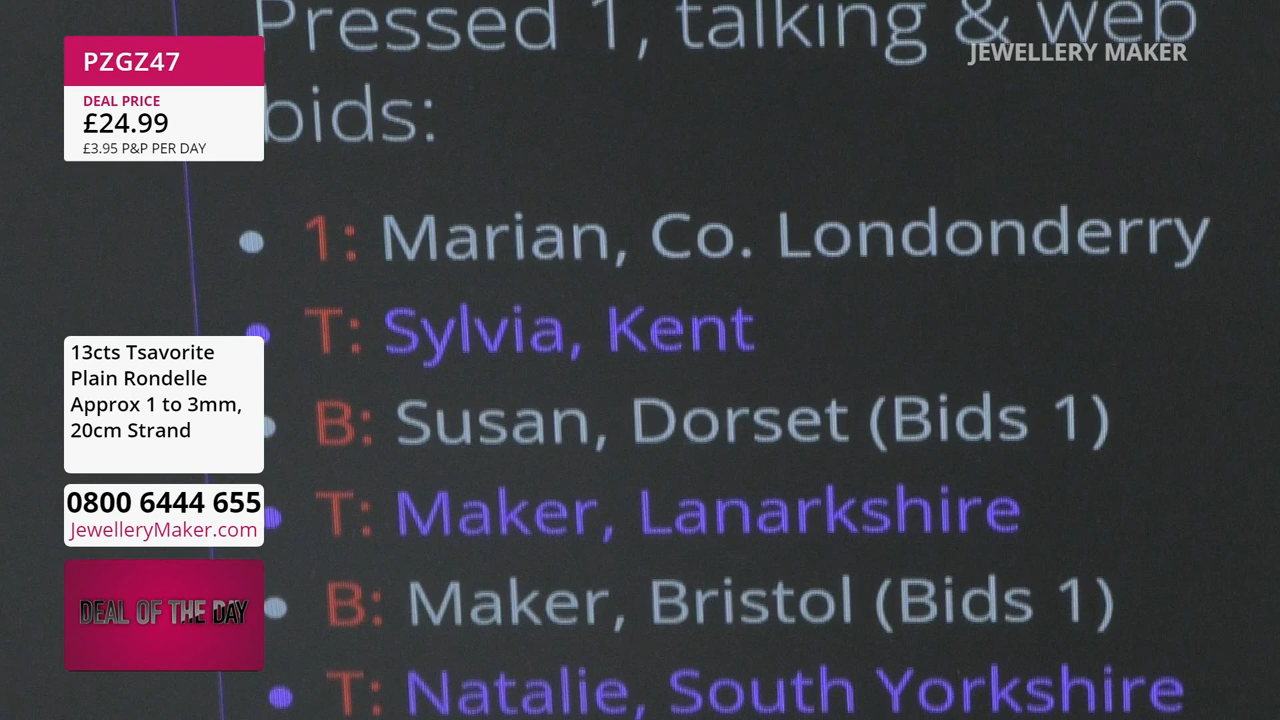 Pressed 1, talking & web
JEWELLERY MAKER
bids:
PZGZ47
DEAL PRICE
£24.99
£3.95 P&P PER DAY
1: Marian, Co. Londonderry
T: Sylvia, Kent
B: Susan, Dorset (Bids 1)
T: Maker, Lanarkshire
B: Maker, Bristol (Bids 1)
T: Natalie, South Yorkshire
13cts Tsavorite
Plain Rondelle
Approx 1 to 3mm,
20cm Strand
0800 6444 655
JewelleryMaker.com
DEAL OF THE DAY